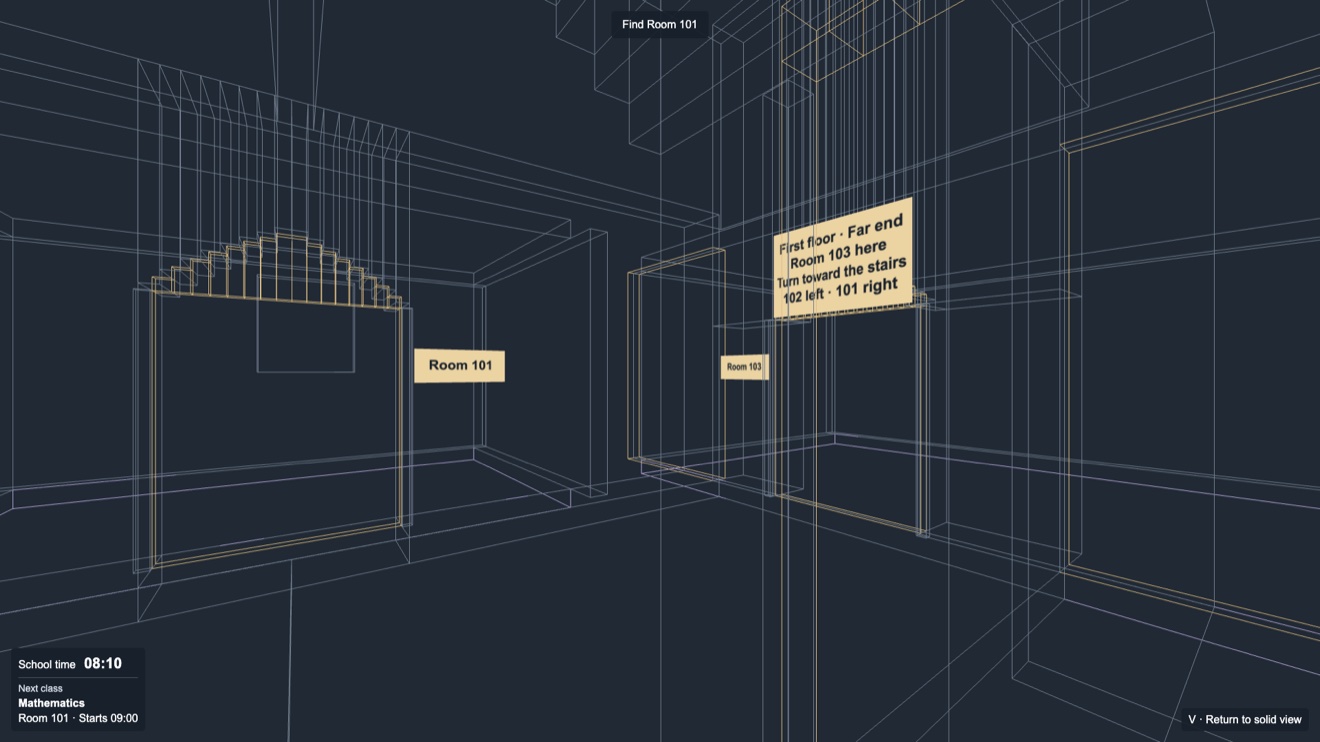 Find Room 101
First floor · Far end
Room 103 here
Turn toward the stairs
102 left · 101 right
Room 101
Room 103
School time 08:10
Next class
Mathematics
Room 101 · Starts 09:00
V · Return to solid view